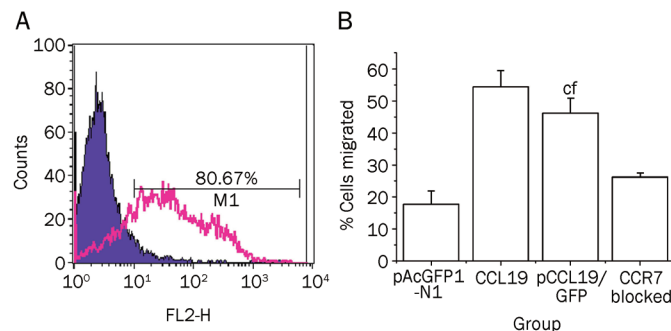 A
100
80
60
40
20
0
Counts
80.67%
M1
10⁰ 10¹ 10² 10³ 10⁴
FL2-H
B
60
50
40
30
20
10
0
% Cells migrated
cf
pAcGFP1
-N1
CCL19
pCCL19/
GFP
CCR7
blocked
Group